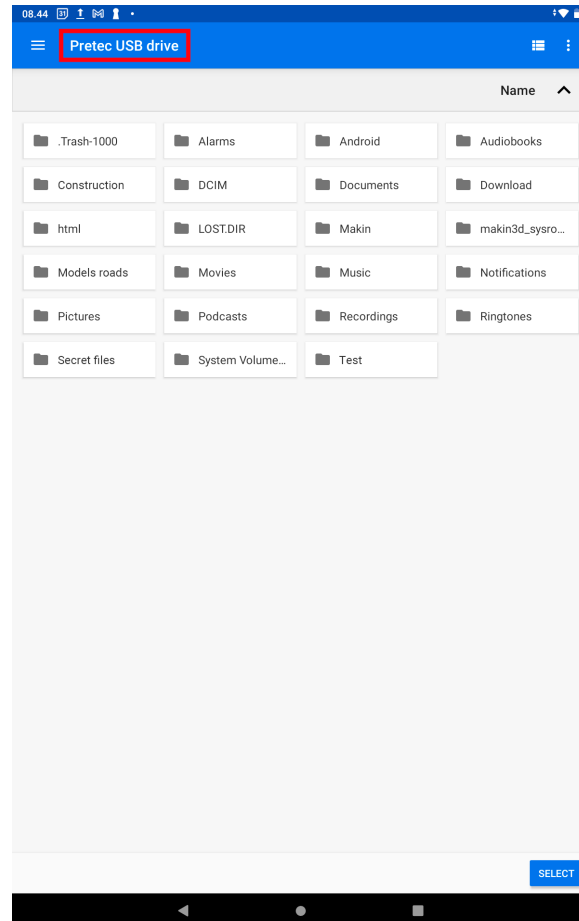 08.44 31
Pretec USB drive
Name
.Trash-1000 Alarms Android Audiobooks
Construction DCIM Documents Download
html LOST.DIR Makin makin3d_sysro...
Models roads Movies Music Notifications
Pictures Podcasts Recordings Ringtones
Secret files System Volume... Test
SELECT